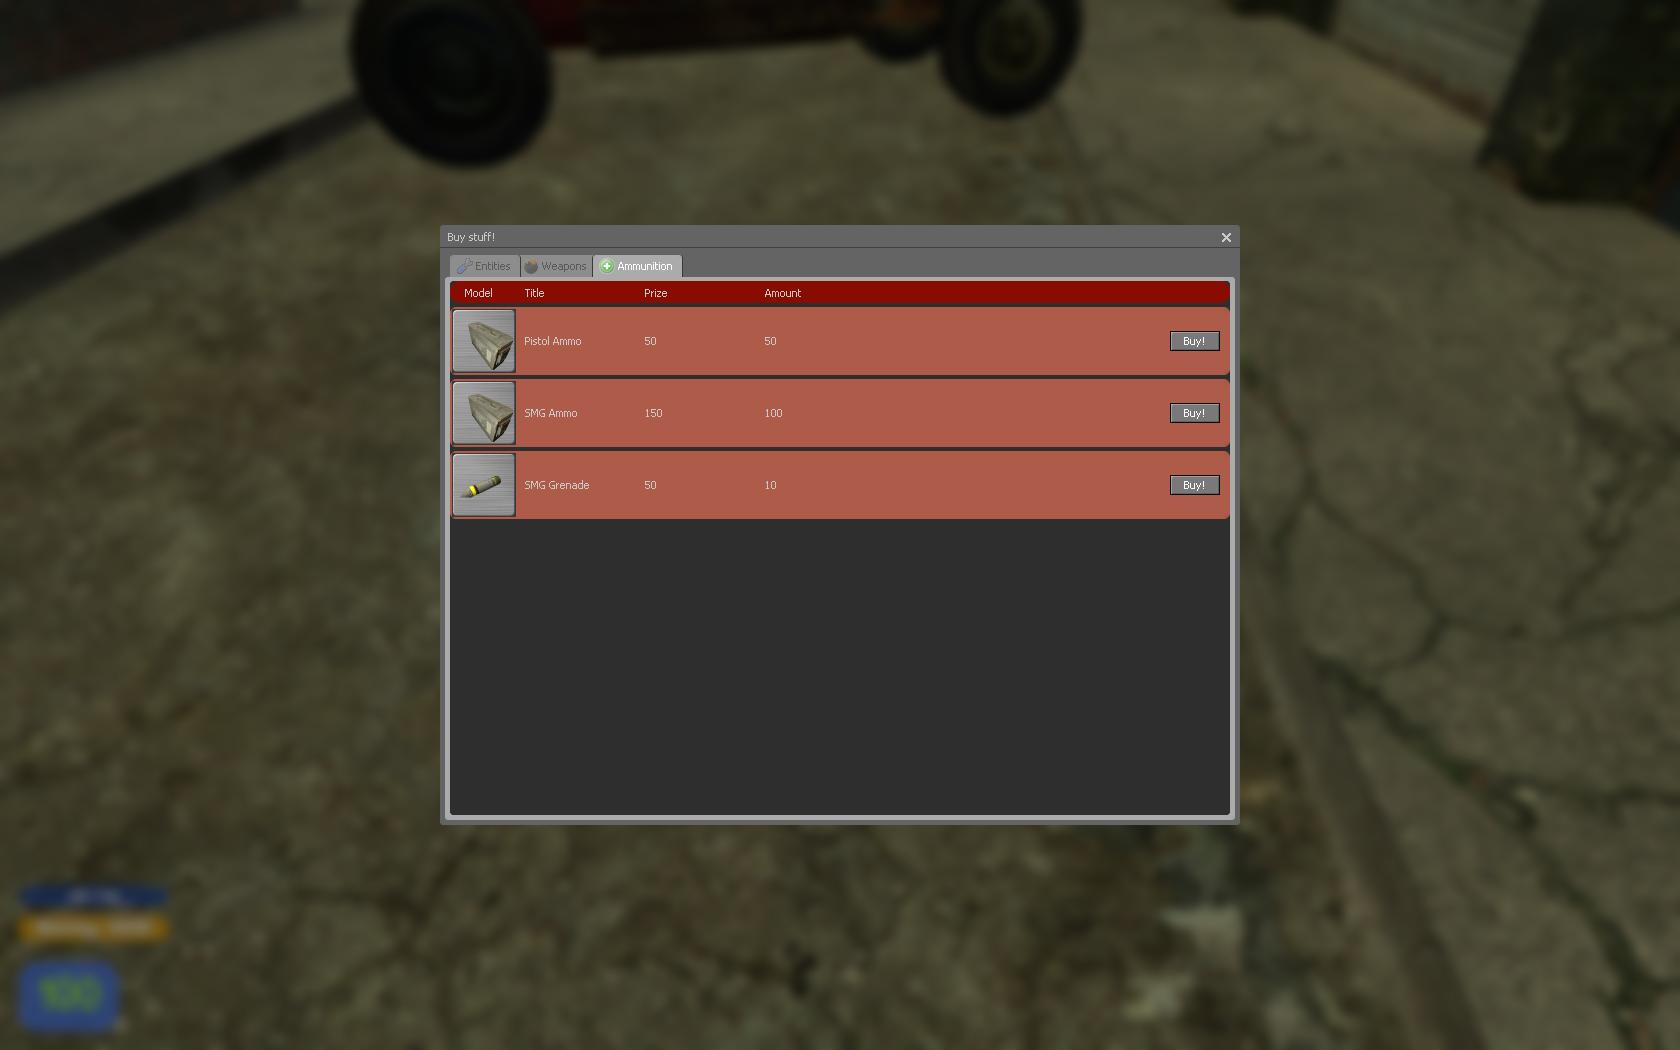 Buy stuff!
Entities Weapons Ammunition
Model Title Prize Amount
Pistol Ammo 50 50 Buy!
SMG Ammo 150 100 Buy!
SMG Grenade 50 10 Buy!
100